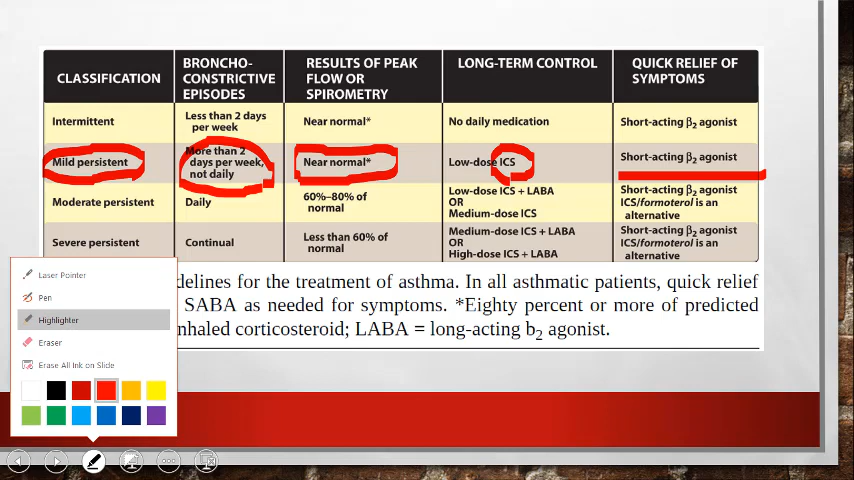 CLASSIFICATION
BRONCHO-
CONSTRICTIVE
EPISODES
RESULTS OF PEAK
FLOW OR
SPIROMETRY
LONG-TERM CONTROL
QUICK RELIEF OF
SYMPTOMS
Intermittent
Less than 2 days
per week
Near normal*
No daily medication
Short-acting β2 agonist
Mild persistent
More than 2
days per week,
not daily
Near normal*
Low-dose ICS
Short-acting β2 agonist
Moderate persistent
Daily
60%–80% of
normal
Low-dose ICS + LABA
OR
Medium-dose ICS
Short-acting β2 agonist
ICS/formoterol is an
alternative
Severe persistent
Continual
Less than 60% of
normal
Medium-dose ICS + LABA
OR
High-dose ICS + LABA
Short-acting β2 agonist
ICS/formoterol is an
alternative
delines for the treatment of asthma. In all asthmatic patients, quick relief
SABA as needed for symptoms. *Eighty percent or more of predicted
nhaled corticosteroid; LABA = long-acting b2 agonist.
Laser Pointer
Pen
Highlighter
Eraser
Erase All Ink on Slide